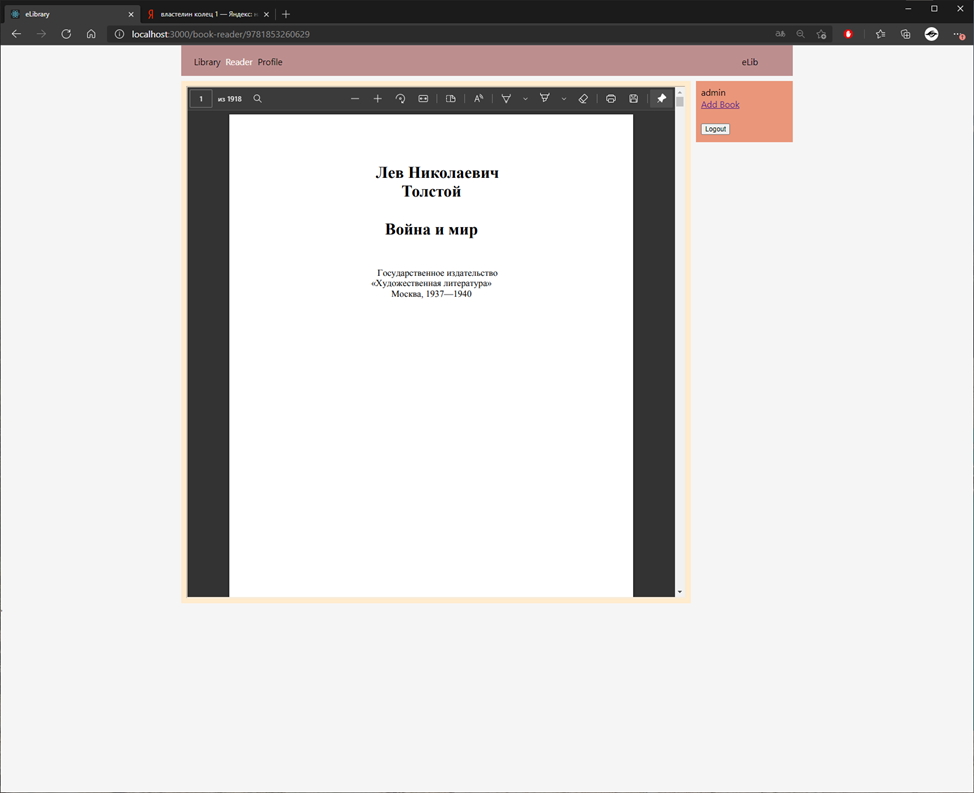 eLibrary
властелин колец 1 — Яндекс:
localhost:3000/book-reader/9781853260629
Library Reader Profile eLib
1 из 1918
admin
Add Book
Logout
Лев Николаевич
Толстой
Война и мир
Государственное издательство
«Художественная литература»
Москва, 1937—1940